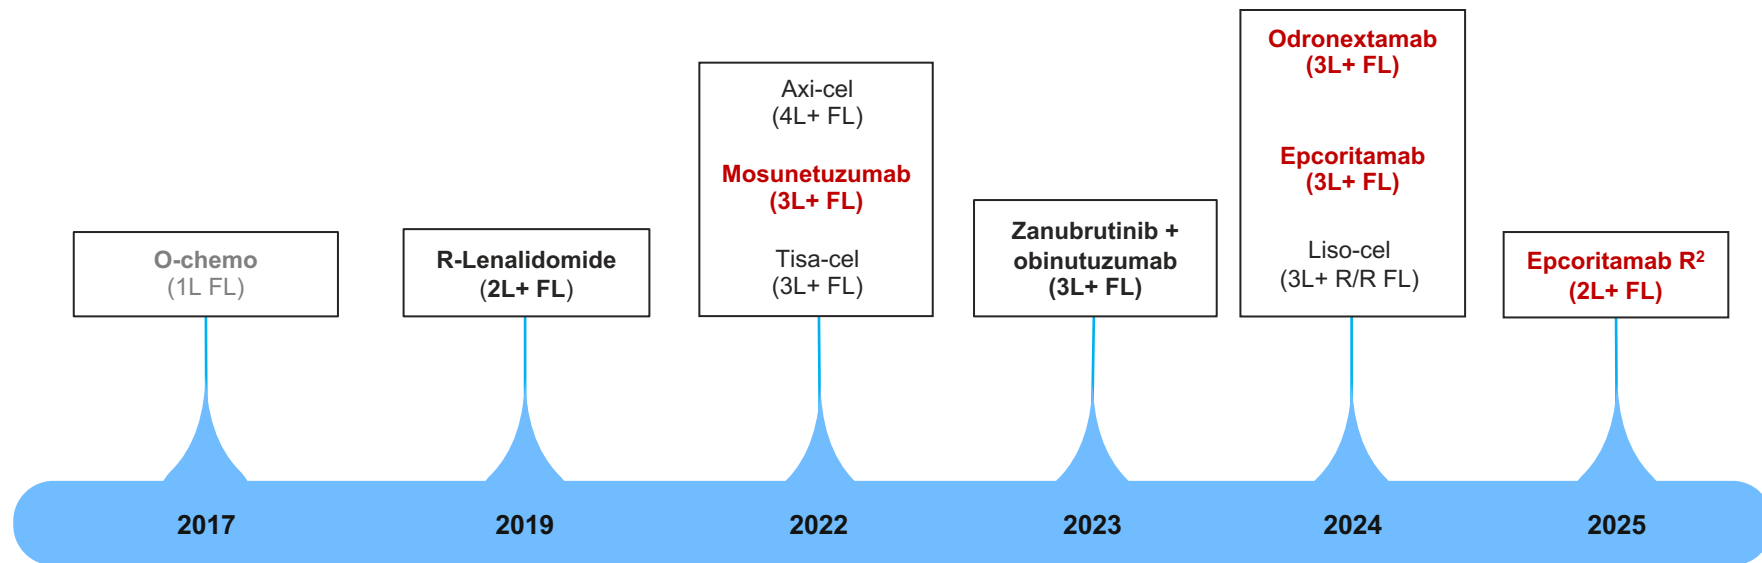 O-chemo
(1L FL)
R-Lenalidomide
(2L+ FL)
Axi-cel
(4L+ FL)
Mosunetuzumab
(3L+ FL)
Tisa-cel
(3L+ FL)
Zanubrutinib +
obinutuzumab
(3L+ FL)
Odronextamab
(3L+ FL)
Epcoritamab
(3L+ FL)
Liso-cel
(3L+ R/R FL)
Epcoritamab R²
(2L+ FL)
2017
2019
2022
2023
2024
2025